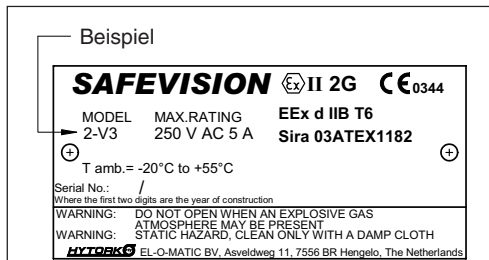 Beispiel
SAFEVISION Ex II 2G CE 0344
MODEL MAX.RATING EEx d IIB T6
2-V3 250 V AC 5 A Sira 03ATEX1182
T amb.= -20°C to +55°C
Serial No.: /
Where the first two digits are the year of construction
WARNING: DO NOT OPEN WHEN AN EXPLOSIVE GAS
ATMOSPHERE MAY BE PRESENT
WARNING: STATIC HAZARD, CLEAN ONLY WITH A DAMP CLOTH
HYTORK EL-O-MATIC BV, Asveldweg 11, 7556 BR Hengelo, The Netherlands